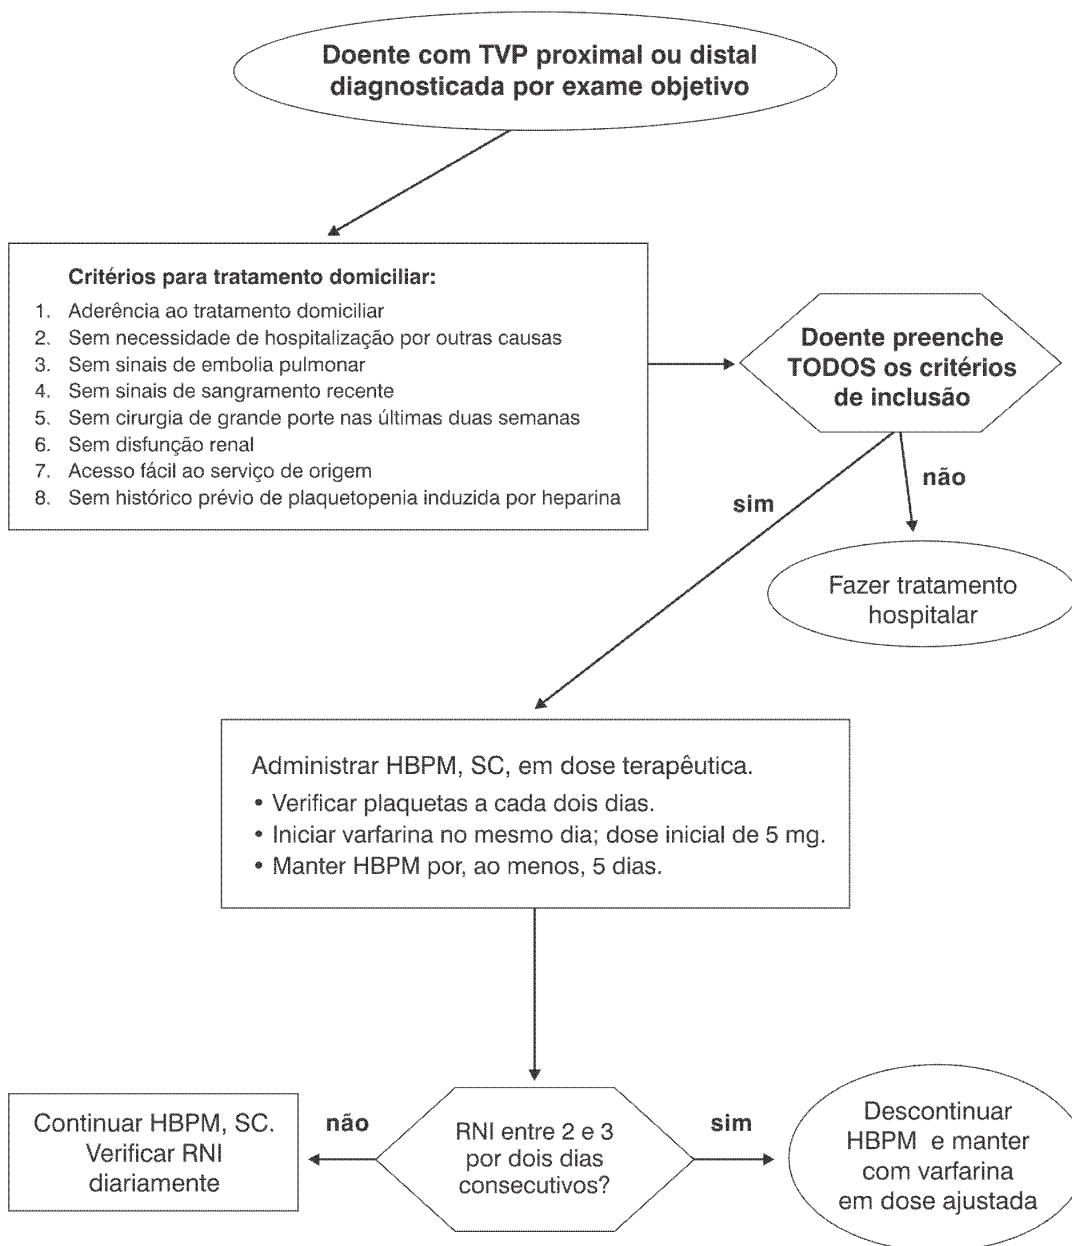 Doente com TVP proximal ou distal
diagnosticada por exame objetivo
Critérios para tratamento domiciliar:
1. Aderência ao tratamento domiciliar
2. Sem necessidade de hospitalização por outras causas
3. Sem sinais de embolia pulmonar
4. Sem sinais de sangramento recente
5. Sem cirurgia de grande porte nas últimas duas semanas
6. Sem disfunção renal
7. Acesso fácil ao serviço de origem
8. Sem histórico prévio de plaquetopenia induzida por heparina
Doente preenche
TODOS os critérios
de inclusão
não
sim
Fazer tratamento
hospitalar
Administrar HBPM, SC, em dose terapêutica.
• Verificar plaquetas a cada dois dias.
• Iniciar varfarina no mesmo dia; dose inicial de 5 mg.
• Manter HBPM por, ao menos, 5 dias.
Continuar HBPM, SC.
Verificar RNI
diariamente
não
RNI entre 2 e 3
por dois dias
consecutivos?
sim
Descontinuar
HBPM e manter
com varfarina
em dose ajustada